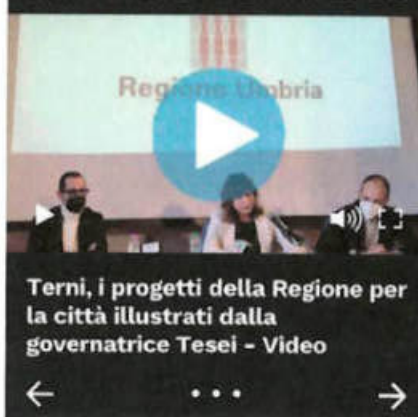 Regione Umbria
Terni, i progetti della Regione per
la città illustrati dalla
governatrice Tesei - Video